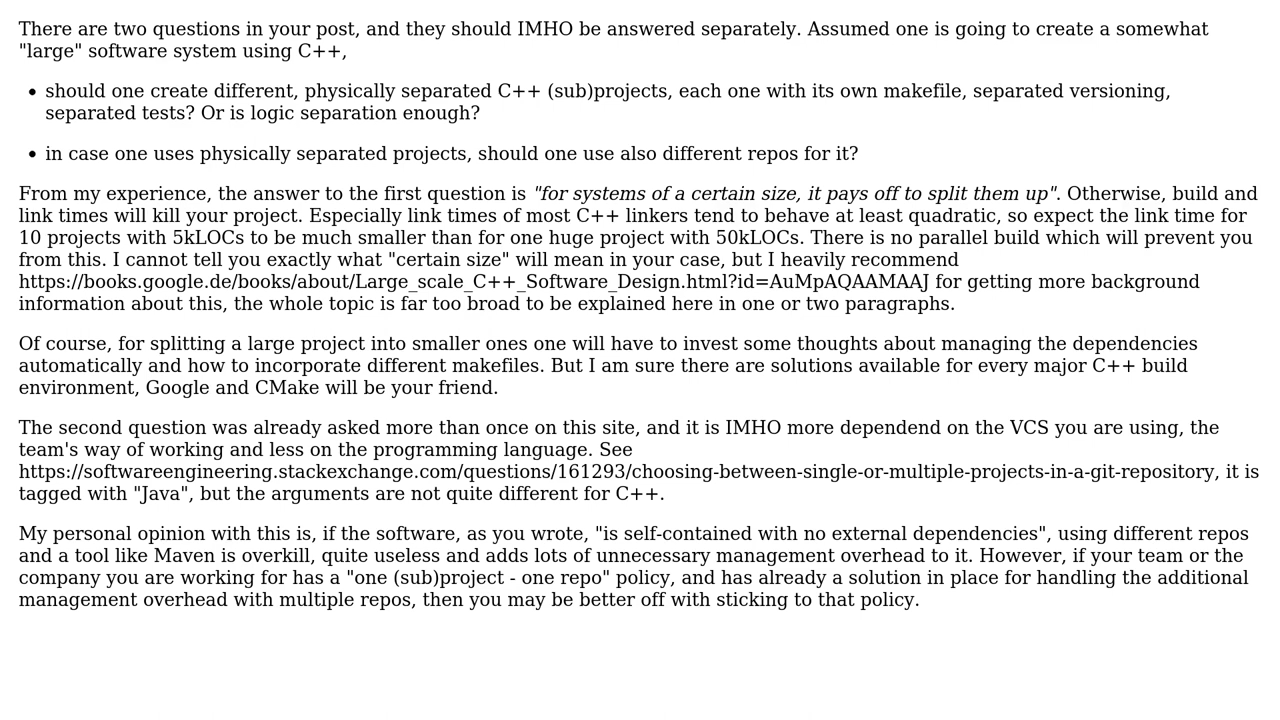 There are two questions in your post, and they should IMHO be answered separately. Assumed one is going to create a somewhat
"large" software system using C++,
• should one create different, physically separated C++ (sub)projects, each one with its own makefile, separated versioning,
separated tests? Or is logic separation enough?
• in case one uses physically separated projects, should one use also different repos for it?
From my experience, the answer to the first question is "for systems of a certain size, it pays off to split them up". Otherwise, build and
link times will kill your project. Especially link times of most C++ linkers tend to behave at least quadratic, so expect the link time for
10 projects with 5kLOCs to be much smaller than for one huge project with 50kLOCs. There is no parallel build which will prevent you
from this. I cannot tell you exactly what "certain size" will mean in your case, but I heavily recommend
https://books.google.de/books/about/Large_scale_C++_Software_Design.html?id=AuMpAQAAMAAJ for getting more background
information about this, the whole topic is far too broad to be explained here in one or two paragraphs.
Of course, for splitting a large project into smaller ones one will have to invest some thoughts about managing the dependencies
automatically and how to incorporate different makefiles. But I am sure there are solutions available for every major C++ build
environment, Google and CMake will be your friend.
The second question was already asked more than once on this site, and it is IMHO more dependend on the VCS you are using, the
team's way of working and less on the programming language. See
https://softwareengineering.stackexchange.com/questions/161293/choosing-between-single-or-multiple-projects-in-a-git-repository, it is
tagged with "Java", but the arguments are not quite different for C++.
My personal opinion with this is, if the software, as you wrote, "is self-contained with no external dependencies", using different repos
and a tool like Maven is overkill, quite useless and adds lots of unnecessary management overhead to it. However, if your team or the
company you are working for has a "one (sub)project - one repo" policy, and has already a solution in place for handling the additional
management overhead with multiple repos, then you may be better off with sticking to that policy.